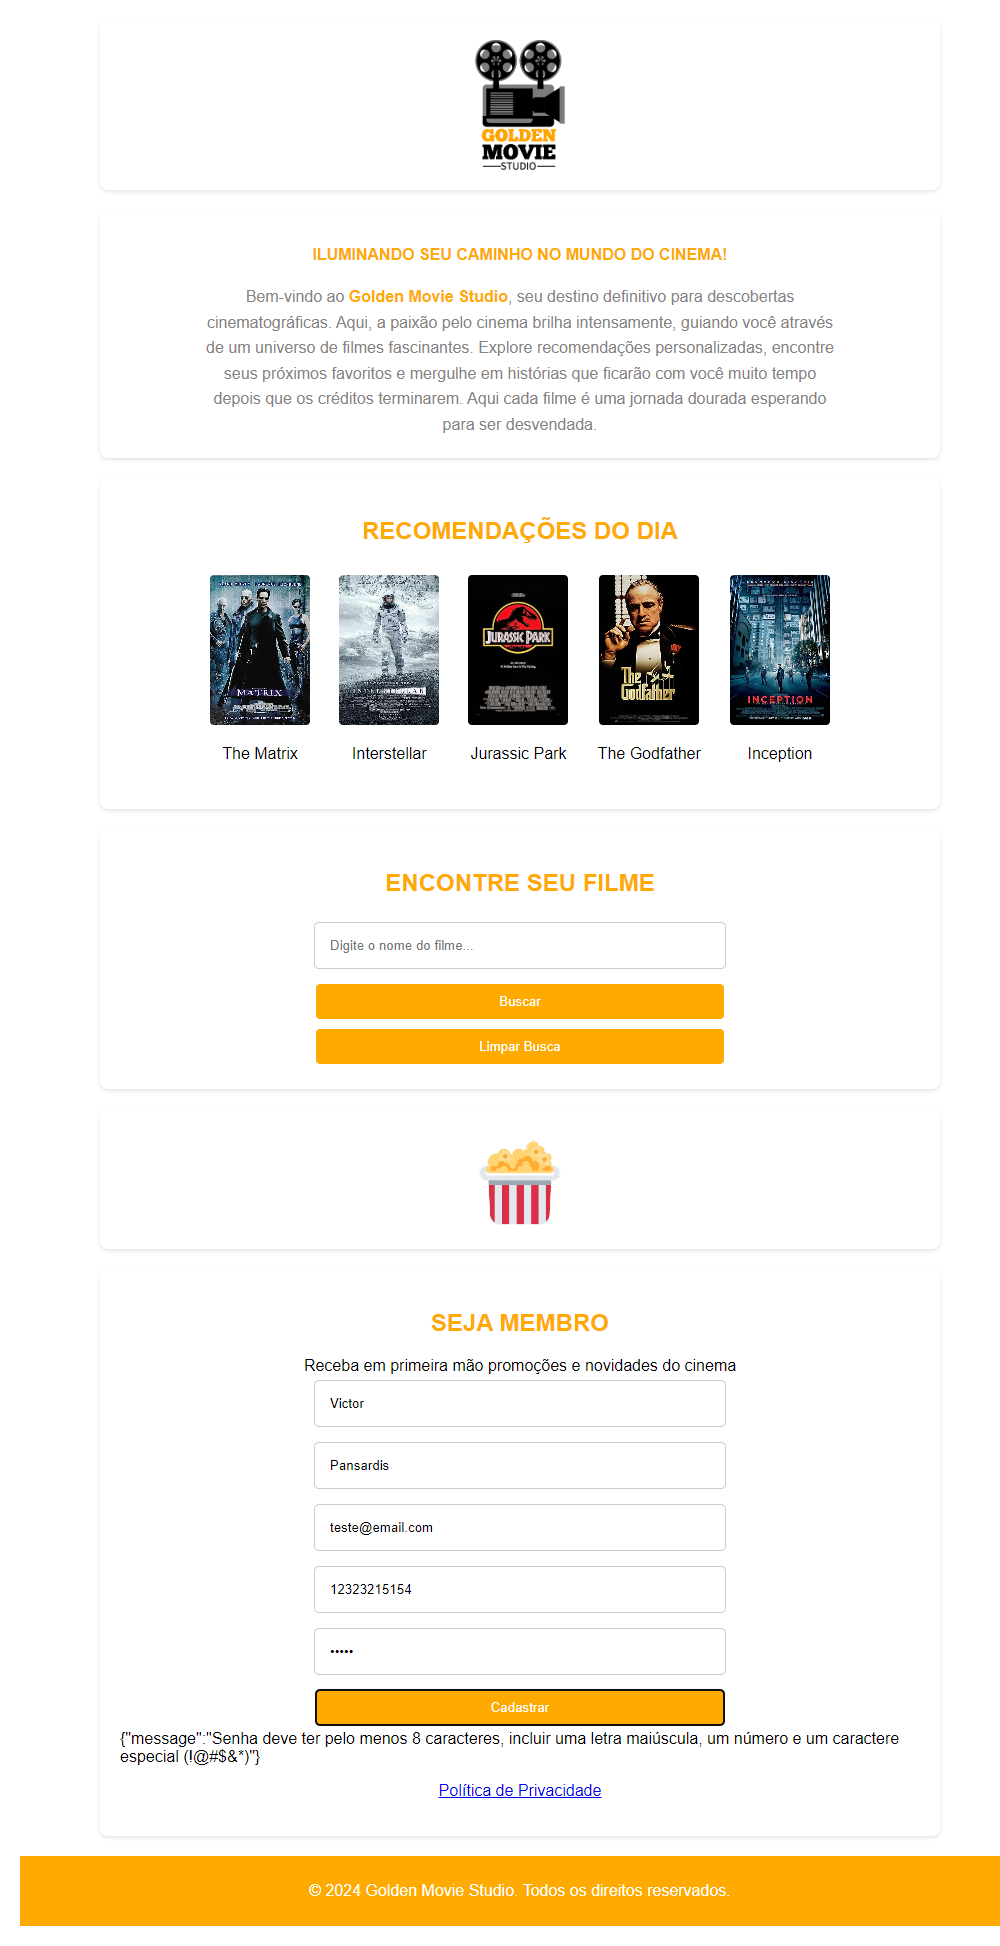 GOLDEN
MOVIE
STUDIO
ILUMINANDO SEU CAMINHO NO MUNDO DO CINEMA!
Bem-vindo ao Golden Movie Studio, seu destino definitivo para descobertas
cinematográficas. Aqui, a paixão pelo cinema brilha intensamente, guiando você através
de um universo de filmes fascinantes. Explore recomendações personalizadas, encontre
seus próximos favoritos e mergulhe em histórias que ficarão com você muito tempo
depois que os créditos terminarem. Aqui cada filme é uma jornada dourada esperando
para ser desvendada.
RECOMENDAÇÕES DO DIA
MATRIX
JURASSIC PARK
The
Godfather
INCEPTION
The Matrix
Interstellar
Jurassic Park
The Godfather
Inception
ENCONTRE SEU FILME
Digite o nome do filme...
Buscar
Limpar Busca
SEJA MEMBRO
Receba em primeira mão promoções e novidades do cinema
Victor
Pansardis
teste@email.com
12323215154
•••••
Cadastrar
{"message":"Senha deve ter pelo menos 8 caracteres, incluir uma letra maiúscula, um número e um caractere
especial (!@#$&*)"}
Política de Privacidade
© 2024 Golden Movie Studio. Todos os direitos reservados.